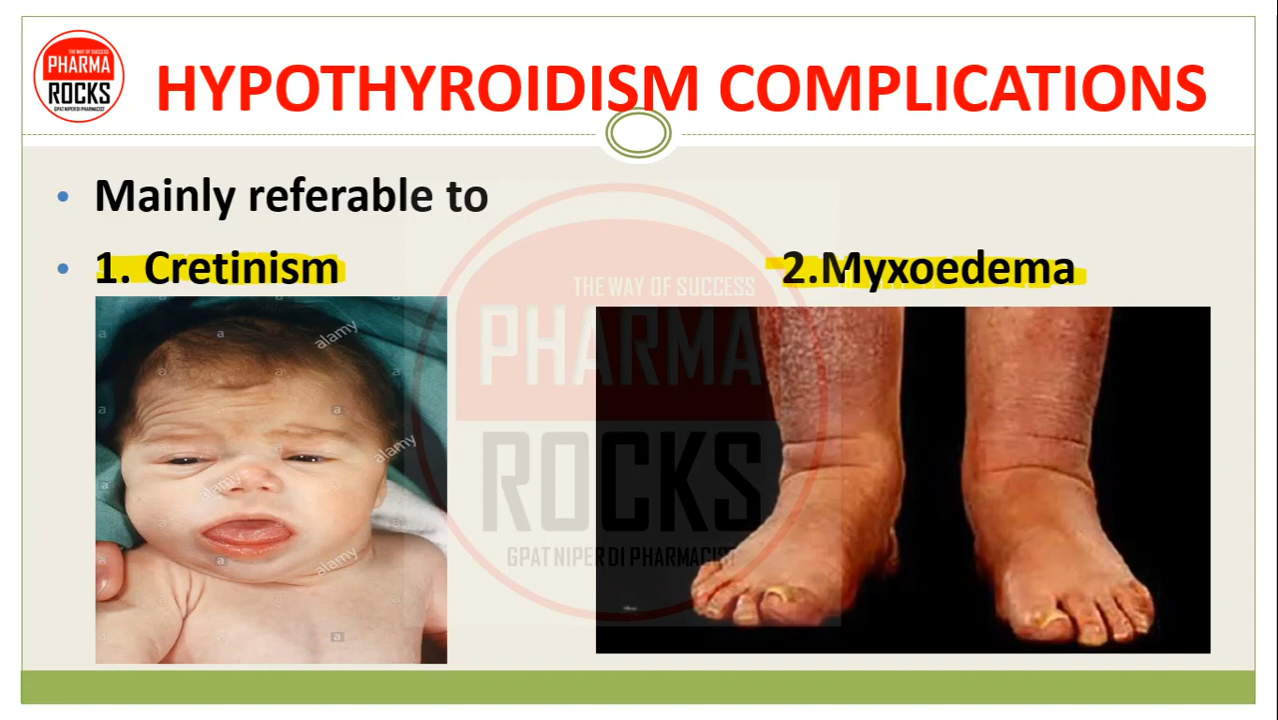 THE WAY OF SUCCESS
PHARMA
ROCKS
GPAT NIPER DI PHARMACIST
HYPOTHYROIDISM COMPLICATIONS
• Mainly referable to
• 1. Cretinism
2.Myxoedema
THE WAY OF SUCCESS
PHARMA
ROCKS
GPAT NIPER DI PHARMACIST
a
alamy
a
a
a
alamy
alamy
a
alamy
a